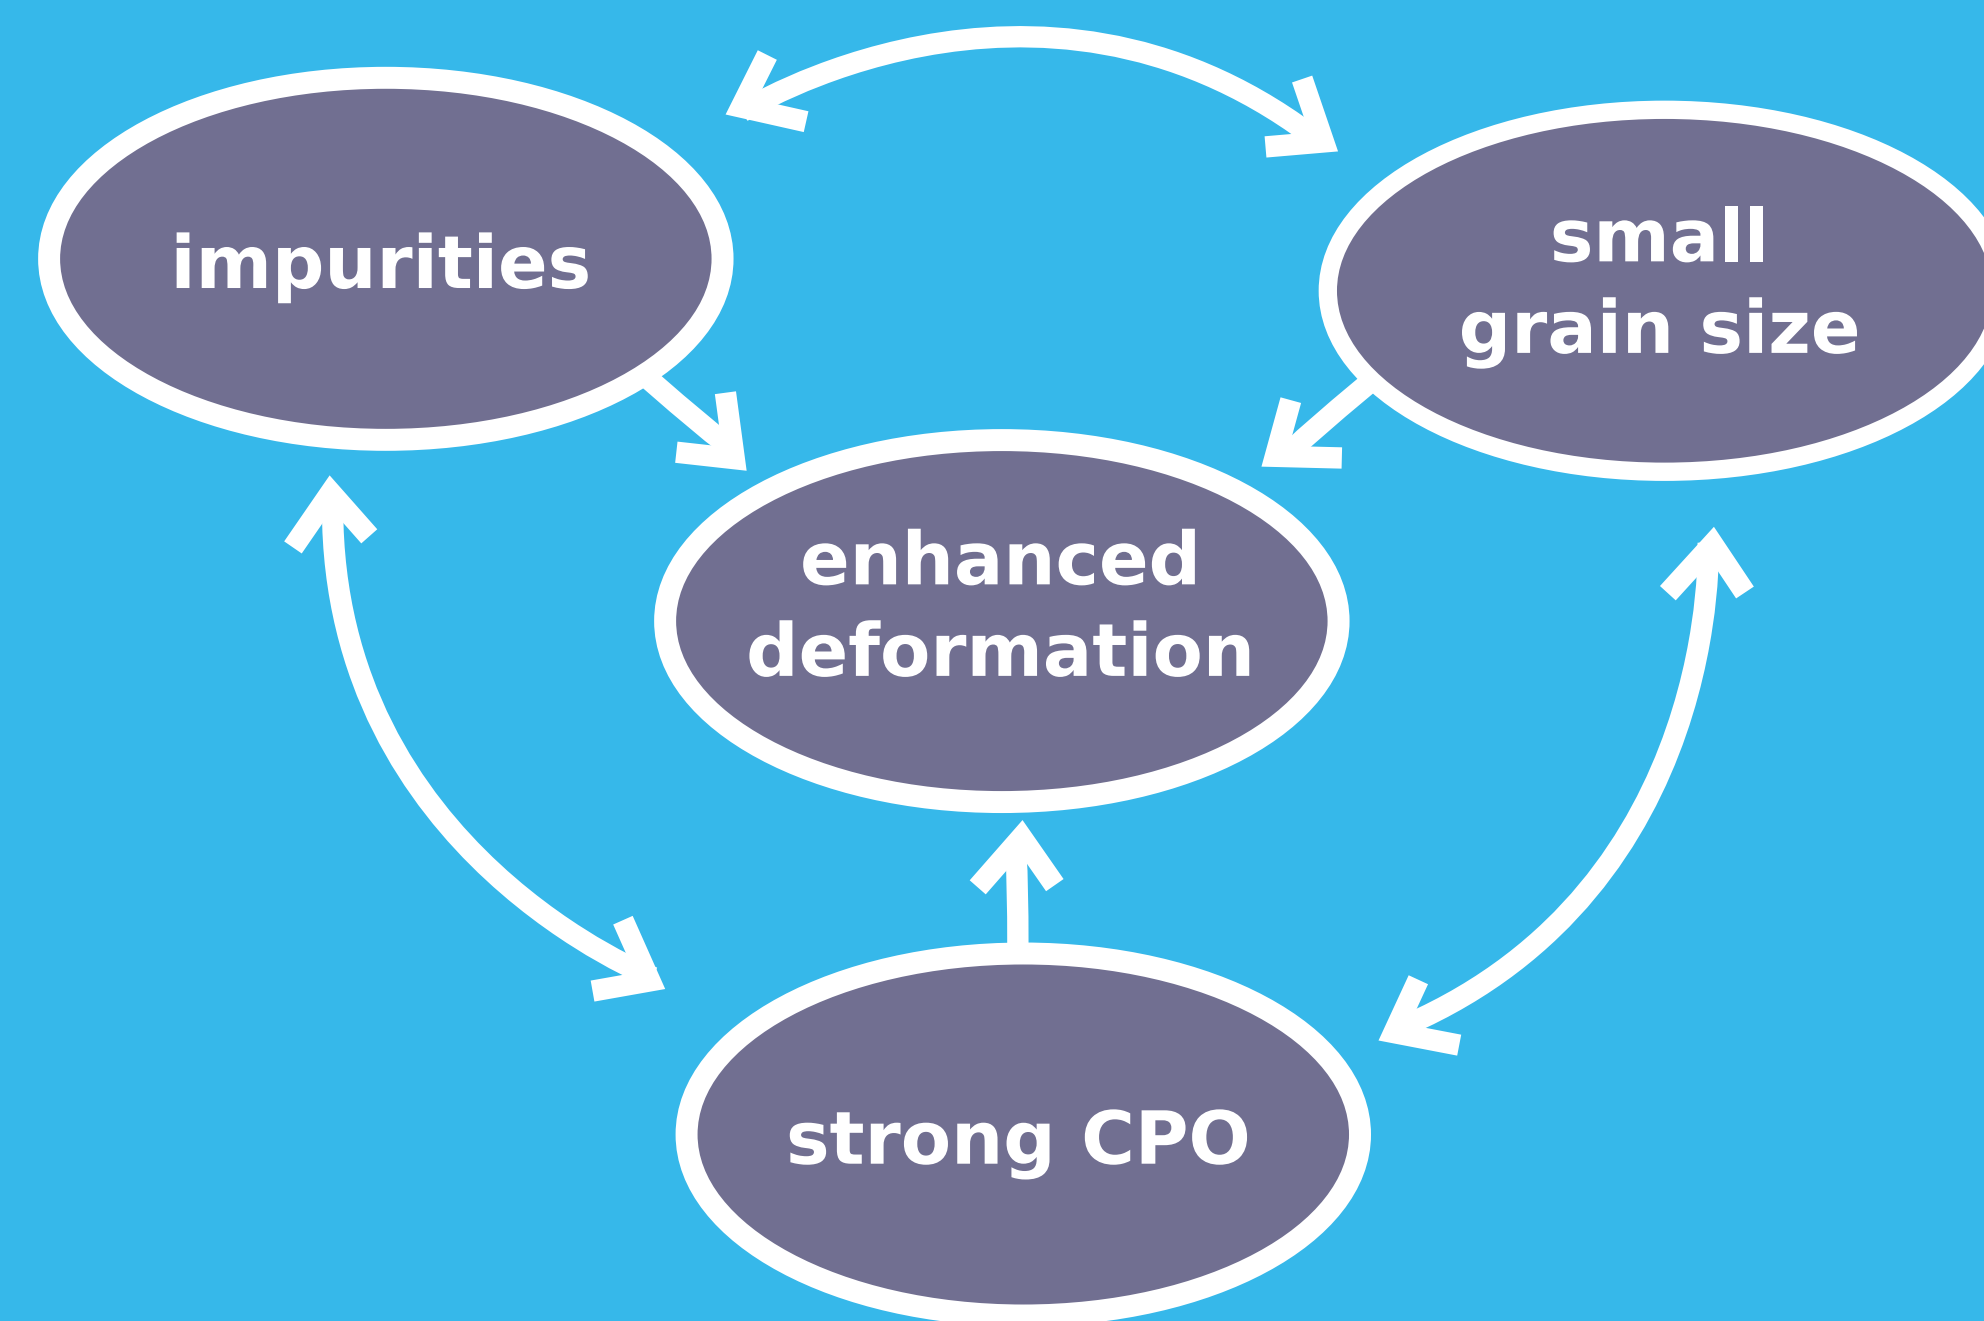 impurities
small
grain size
enhanced
deformation
strong CPO